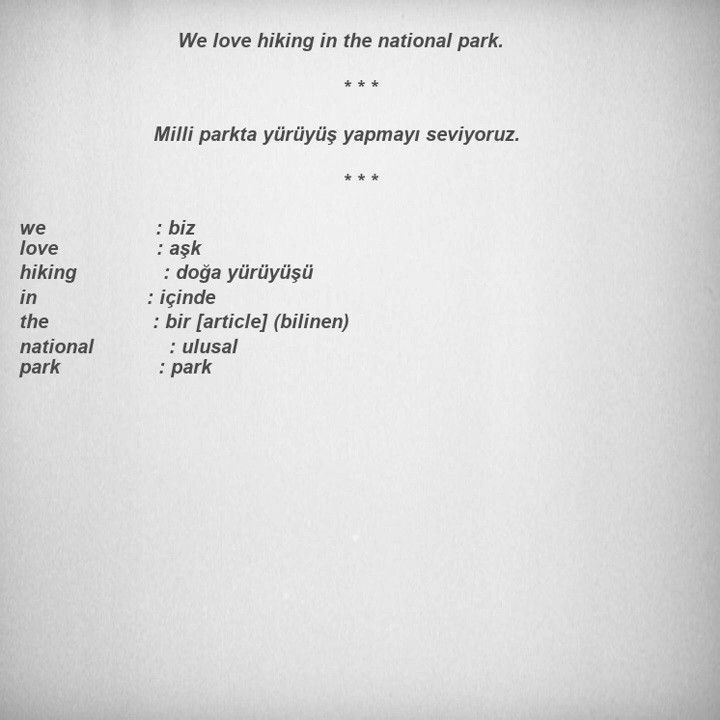 We love hiking in the national park.
* * *
Milli parkta yürüyüş yapmayı seviyoruz.
* * *
we : biz
love : aşk
hiking : doğa yürüyüşü
in : içinde
the : bir [article] (bilinen)
national : ulusal
park : park